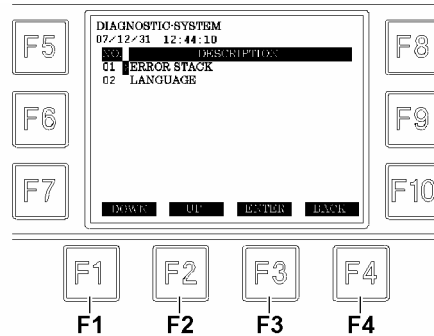 DIAGNOSTIC·SYSTEM
07/12/31 12:44:10
NO. DESCRIPTION
01 ERROR STACK
02 LANGUAGE
DOWN UP ENTER BACK
F5
F6
F7
F8
F9
F10
F1 F2 F3 F4
F1 F2 F3 F4